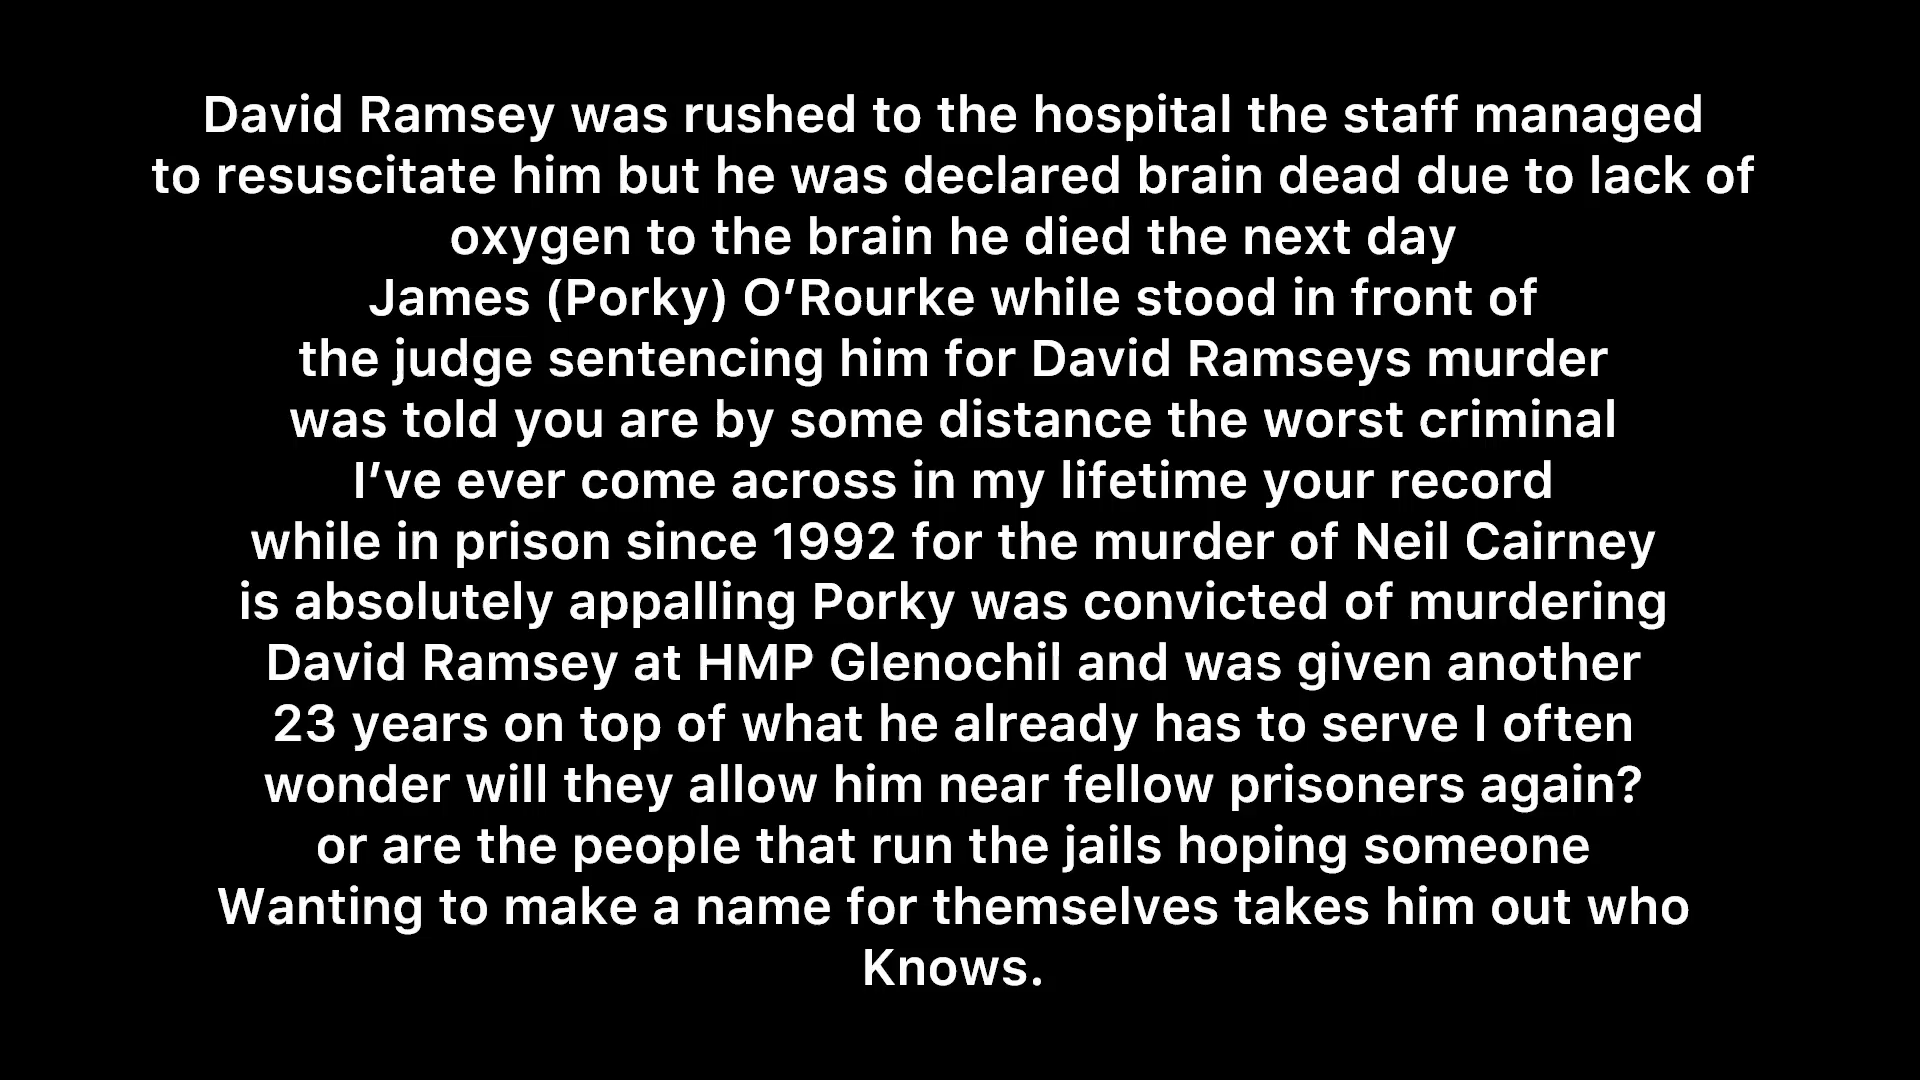 David Ramsey was rushed to the hospital the staff managed
to resuscitate him but he was declared brain dead due to lack of
oxygen to the brain he died the next day
James (Porky) O’Rourke while stood in front of
the judge sentencing him for David Ramseys murder
was told you are by some distance the worst criminal
I’ve ever come across in my lifetime your record
while in prison since 1992 for the murder of Neil Cairney
is absolutely appalling Porky was convicted of murdering
David Ramsey at HMP Glenochil and was given another
23 years on top of what he already has to serve I often
wonder will they allow him near fellow prisoners again?
or are the people that run the jails hoping someone
Wanting to make a name for themselves takes him out who
Knows.